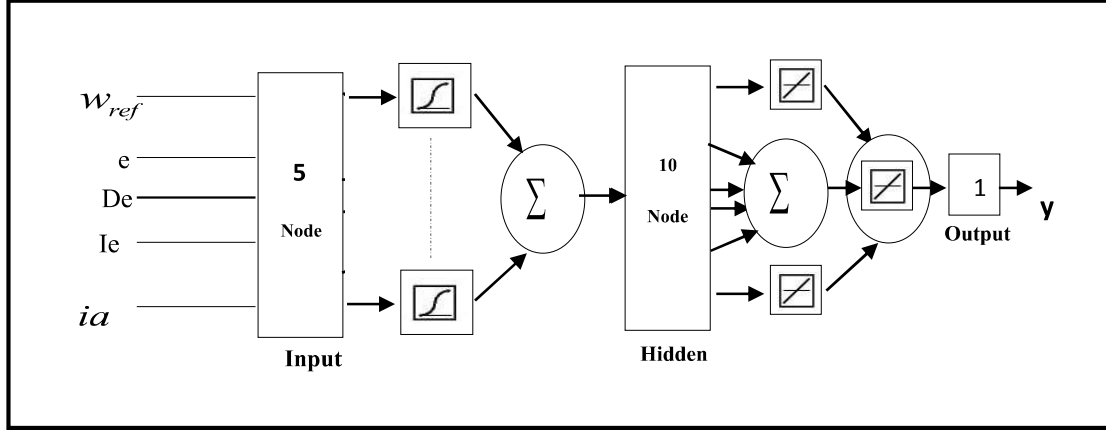 w_ref
e
De
Ie
ia
5
Node
Input
Σ
10
Node
Hidden
Σ
1
Output
y